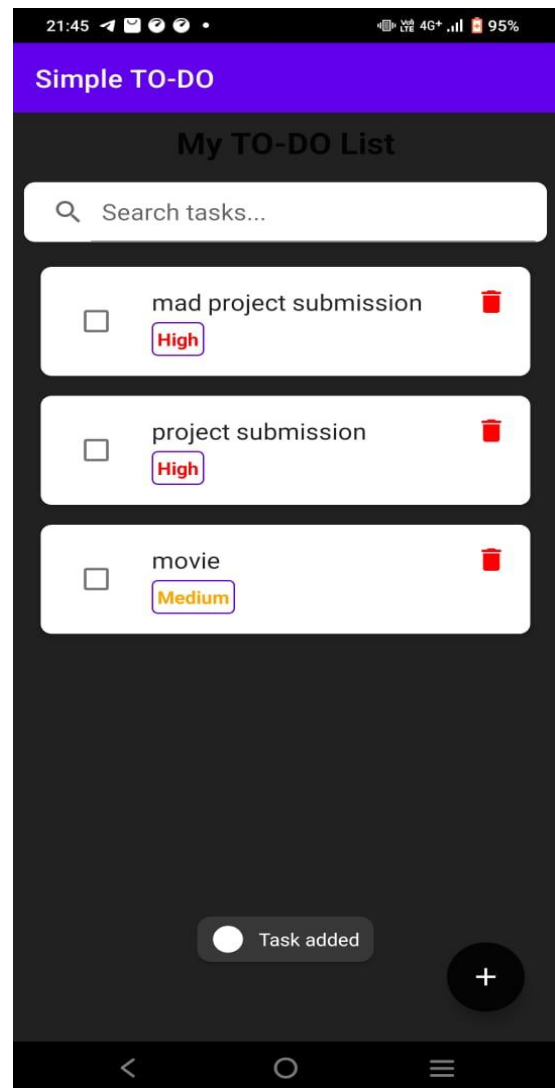 21:45 4G+ 95%
Simple TO-DO
My TO-DO List
Search tasks...
mad project submission
High
project submission
High
movie
Medium
Task added
+